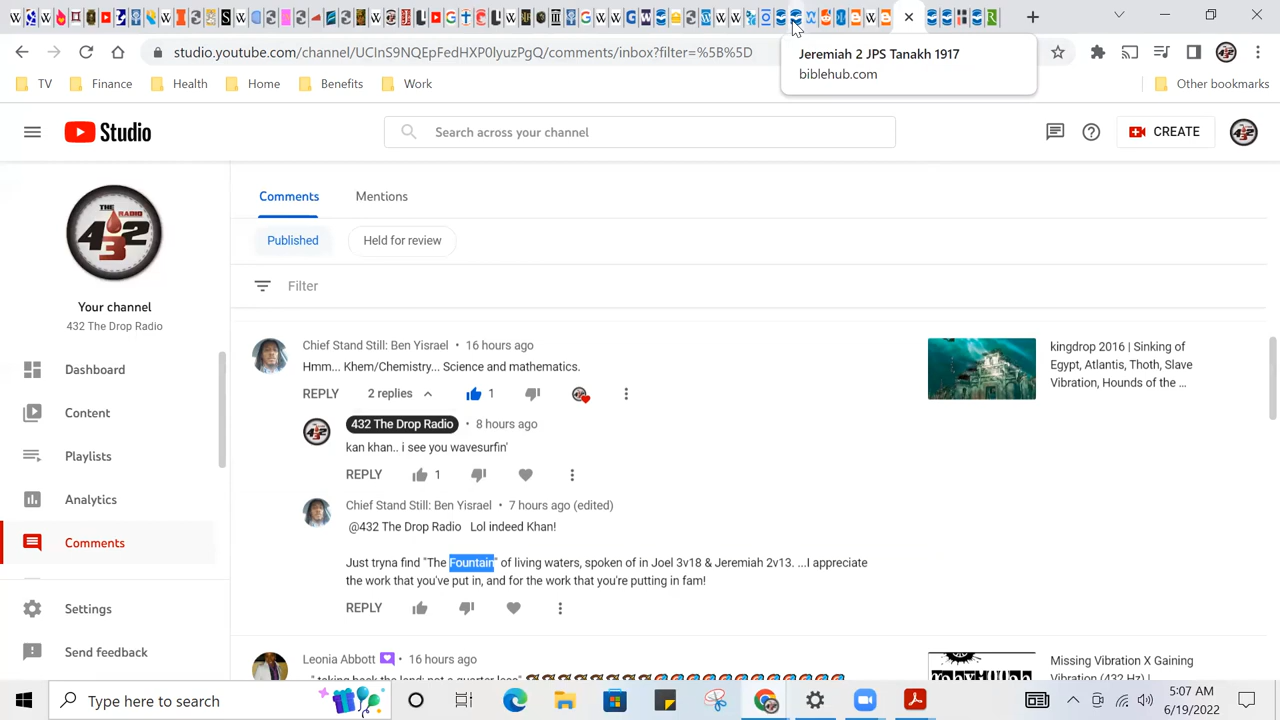 Jeremiah 2 JPS Tanakh 1917
biblehub.com
studio.youtube.com/channel/UCInS9NQEpFedHXP0lyuzPgQ/comments/inbox?filter=%5B%5D
TV
Finance
Health
Home
Benefits
Work
Other bookmarks
Studio
Search across your channel
CREATE
THE RADIO
432
Your channel
432 The Drop Radio
Dashboard
Content
Playlists
Analytics
Comments
Settings
Send feedback
Comments
Mentions
Published
Held for review
Filter
Chief Stand Still: Ben Yisrael • 16 hours ago
Hmm... Khem/Chemistry... Science and mathematics.
REPLY 2 replies 1
432 The Drop Radio • 8 hours ago
kan khan.. i see you wavesurfin'
REPLY 1
Chief Stand Still: Ben Yisrael • 7 hours ago (edited)
@432 The Drop Radio Lol indeed Khan!
Just tryna find "The Fountain" of living waters, spoken of in Joel 3v18 & Jeremiah 2v13. ...I appreciate
the work that you've put in, and for the work that you're putting in fam!
REPLY
Leonia Abbott • 16 hours ago
kingdrop 2016 | Sinking of
Egypt, Atlantis, Thoth, Slave
Vibration, Hounds of the ...
Missing Vibration X Gaining
Vibration (432 Hz) |
Type here to search
5:07 AM
6/19/2022